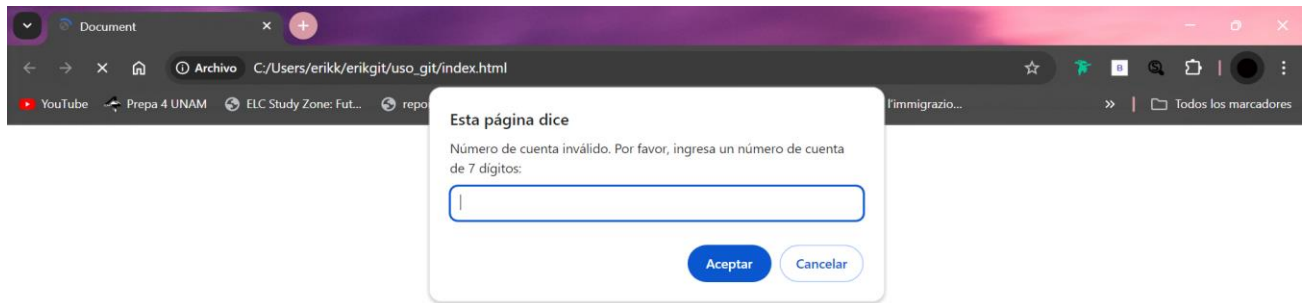 Document
Archivo C:/Users/erikk/erikgit/uso_git/index.html
YouTube Prepa 4 UNAM ELC Study Zone: Fut... l'immigrazio... » Todos los marcadores
Esta página dice
Número de cuenta inválido. Por favor, ingresa un número de cuenta
de 7 dígitos:
Aceptar Cancelar